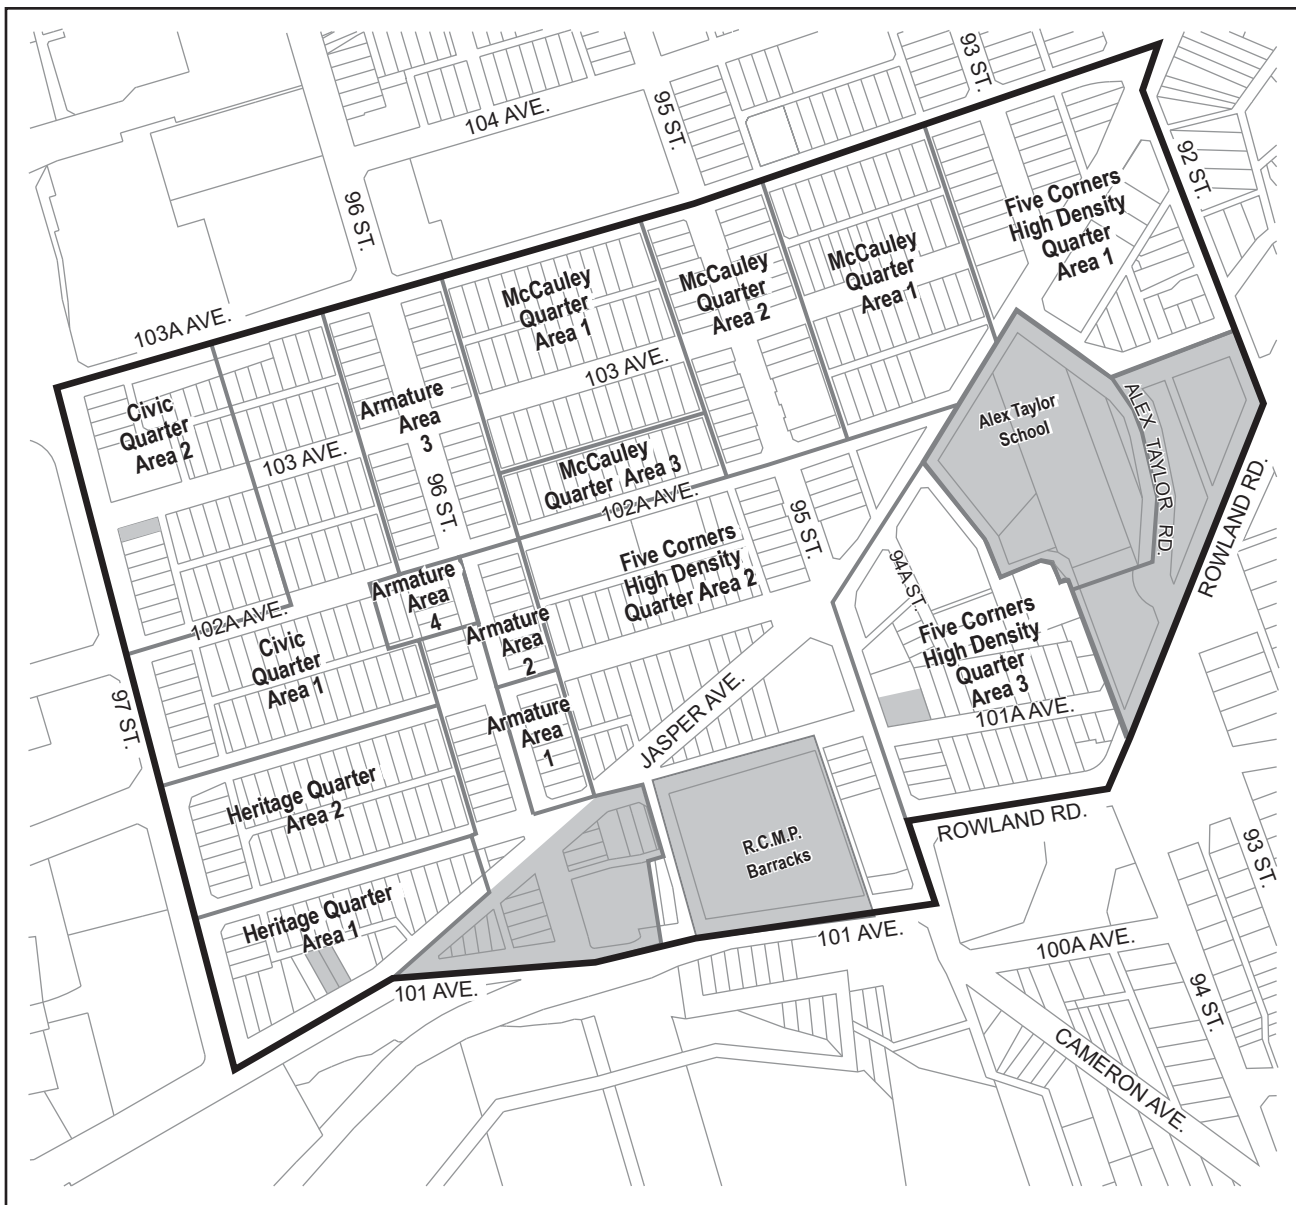 93 ST.
104 AVE.
95 ST.
92 ST.
96 ST.
Five Corners
High Density
Quarter
Area 1
McCauley
Quarter
Area 1
McCauley
Quarter
Area 2
McCauley
Quarter
Area 1
103A AVE.
103 AVE.
Civic
Quarter
Area 2
Armature
Area
3
103 AVE.
Alex Taylor
School
ALEX TAYLOR RD.
McCauley
Quarter Area 3
96 ST.
102A AVE.
95 ST.
ROWLAND RD.
Five Corners
High Density
Quarter Area 2
94A ST.
Armature
Area
4
102A AVE.
Civic
Quarter
Area 1
Armature
Area
2
Five Corners
High Density
Quarter
Area 3
97 ST.
Armature
Area
1
JASPER AVE.
101A AVE.
Heritage Quarter
Area 2
R.C.M.P.
Barracks
ROWLAND RD.
93 ST.
Heritage Quarter
Area 1
101 AVE.
100A AVE.
101 AVE.
94 ST.
CAMERON AVE.